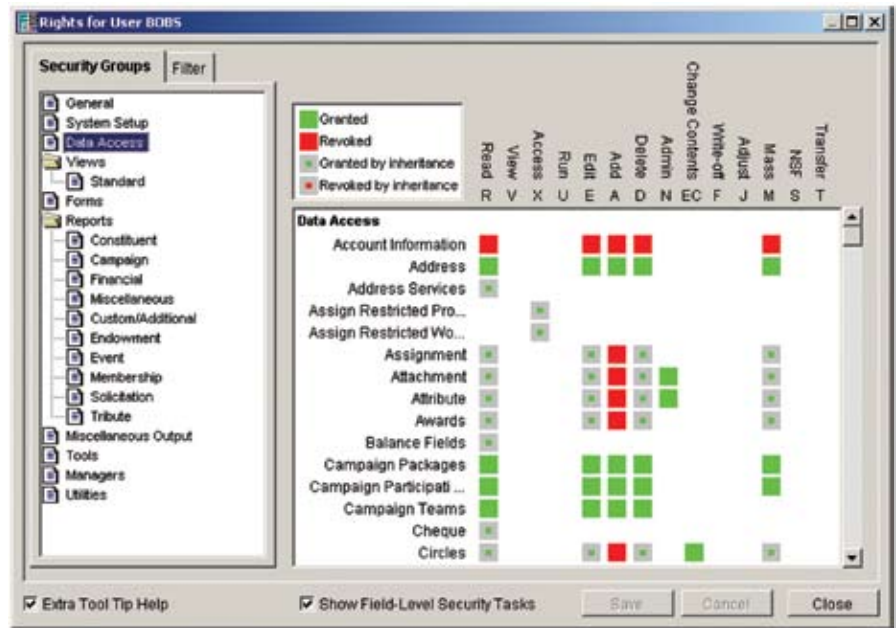 Rights for User BOBS
Security Groups
Filter
General
System Setup
Data Access
Views
Standard
Forms
Reports
Constituent
Campaign
Financial
Miscellaneous
Custom/Additional
Endowment
Event
Membership
Solicitation
Tribute
Miscellaneous Output
Tools
Managers
Utilities
Granted
Revoked
Granted by inheritance
Revoked by inheritance
Read
View
Access
Run
Edit
Add
Delete
Admin
Change Contents
Write-off
Adjust
Mass
NSF
Transfer
R V X U E A D N EC F J M S T
Data Access
Account Information
Address
Address Services
Assign Restricted Pro...
Assign Restricted Wo...
Assignment
Attachment
Attribute
Awards
Balance Fields
Campaign Packages
Campaign Participati ...
Campaign Teams
Cheque
Circles
Extra Tool Tip Help
Show Field-Level Security Tasks
Save
Cancel
Close